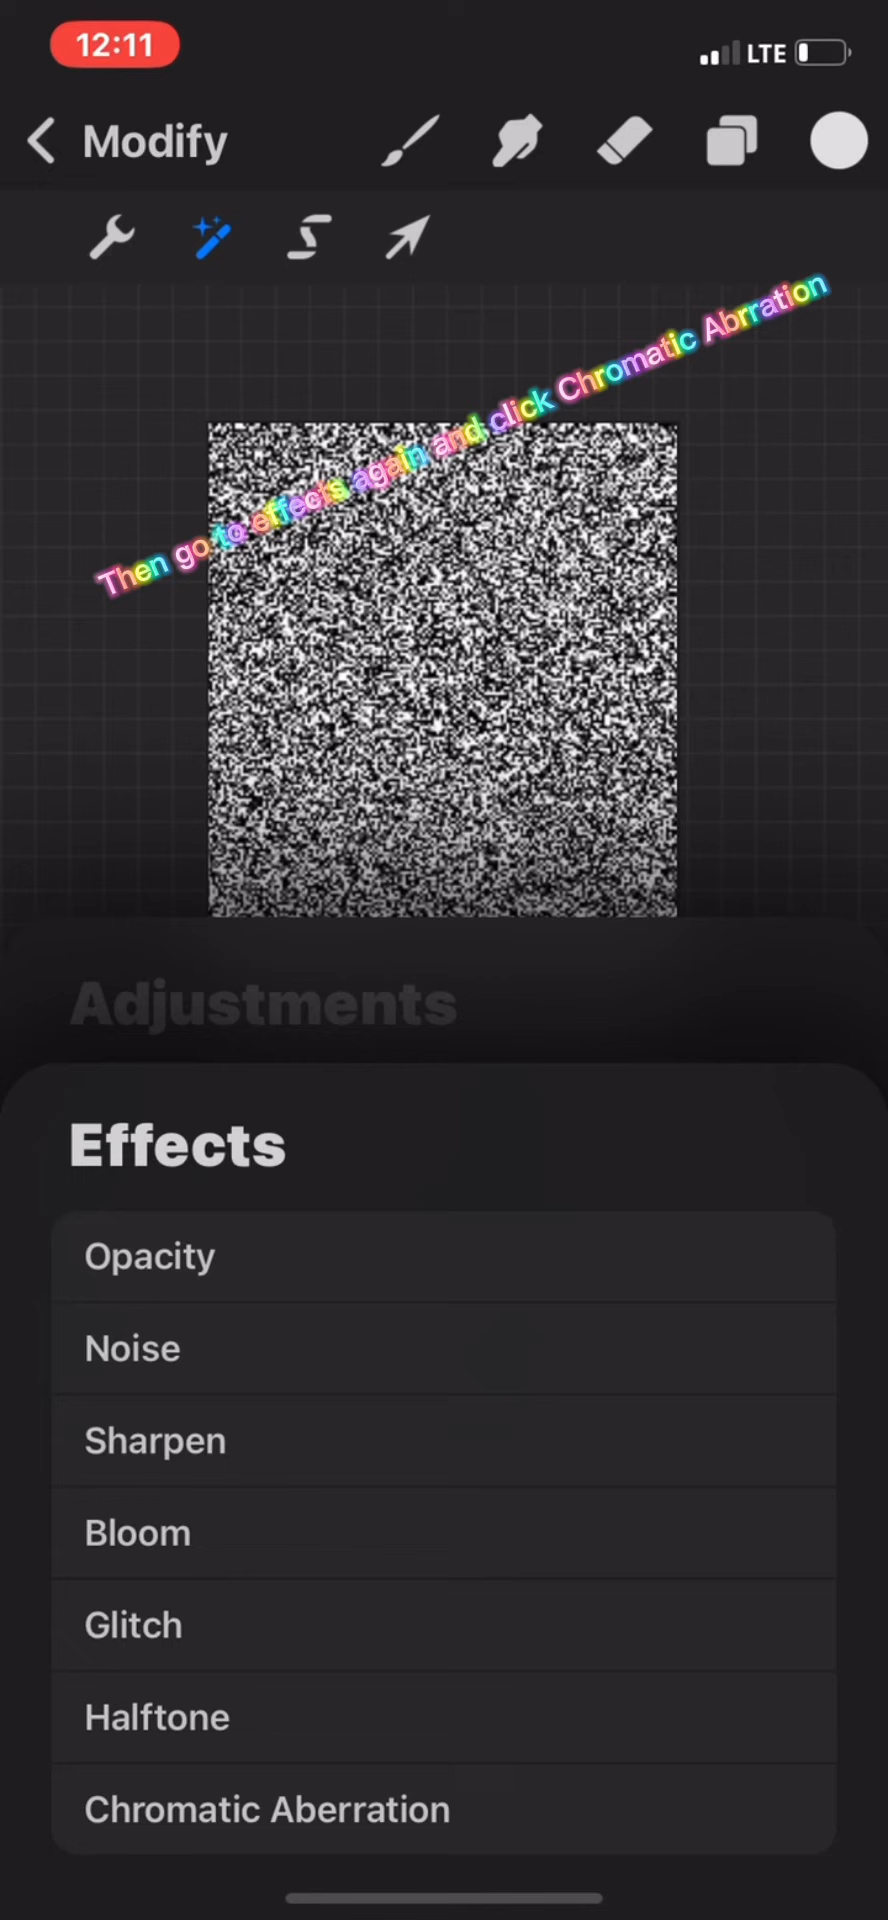 12:11
LTE
Modify
Then go to effects again and click Chromatic Abrration
Adjustments
Effects
Opacity
Noise
Sharpen
Bloom
Glitch
Halftone
Chromatic Aberration